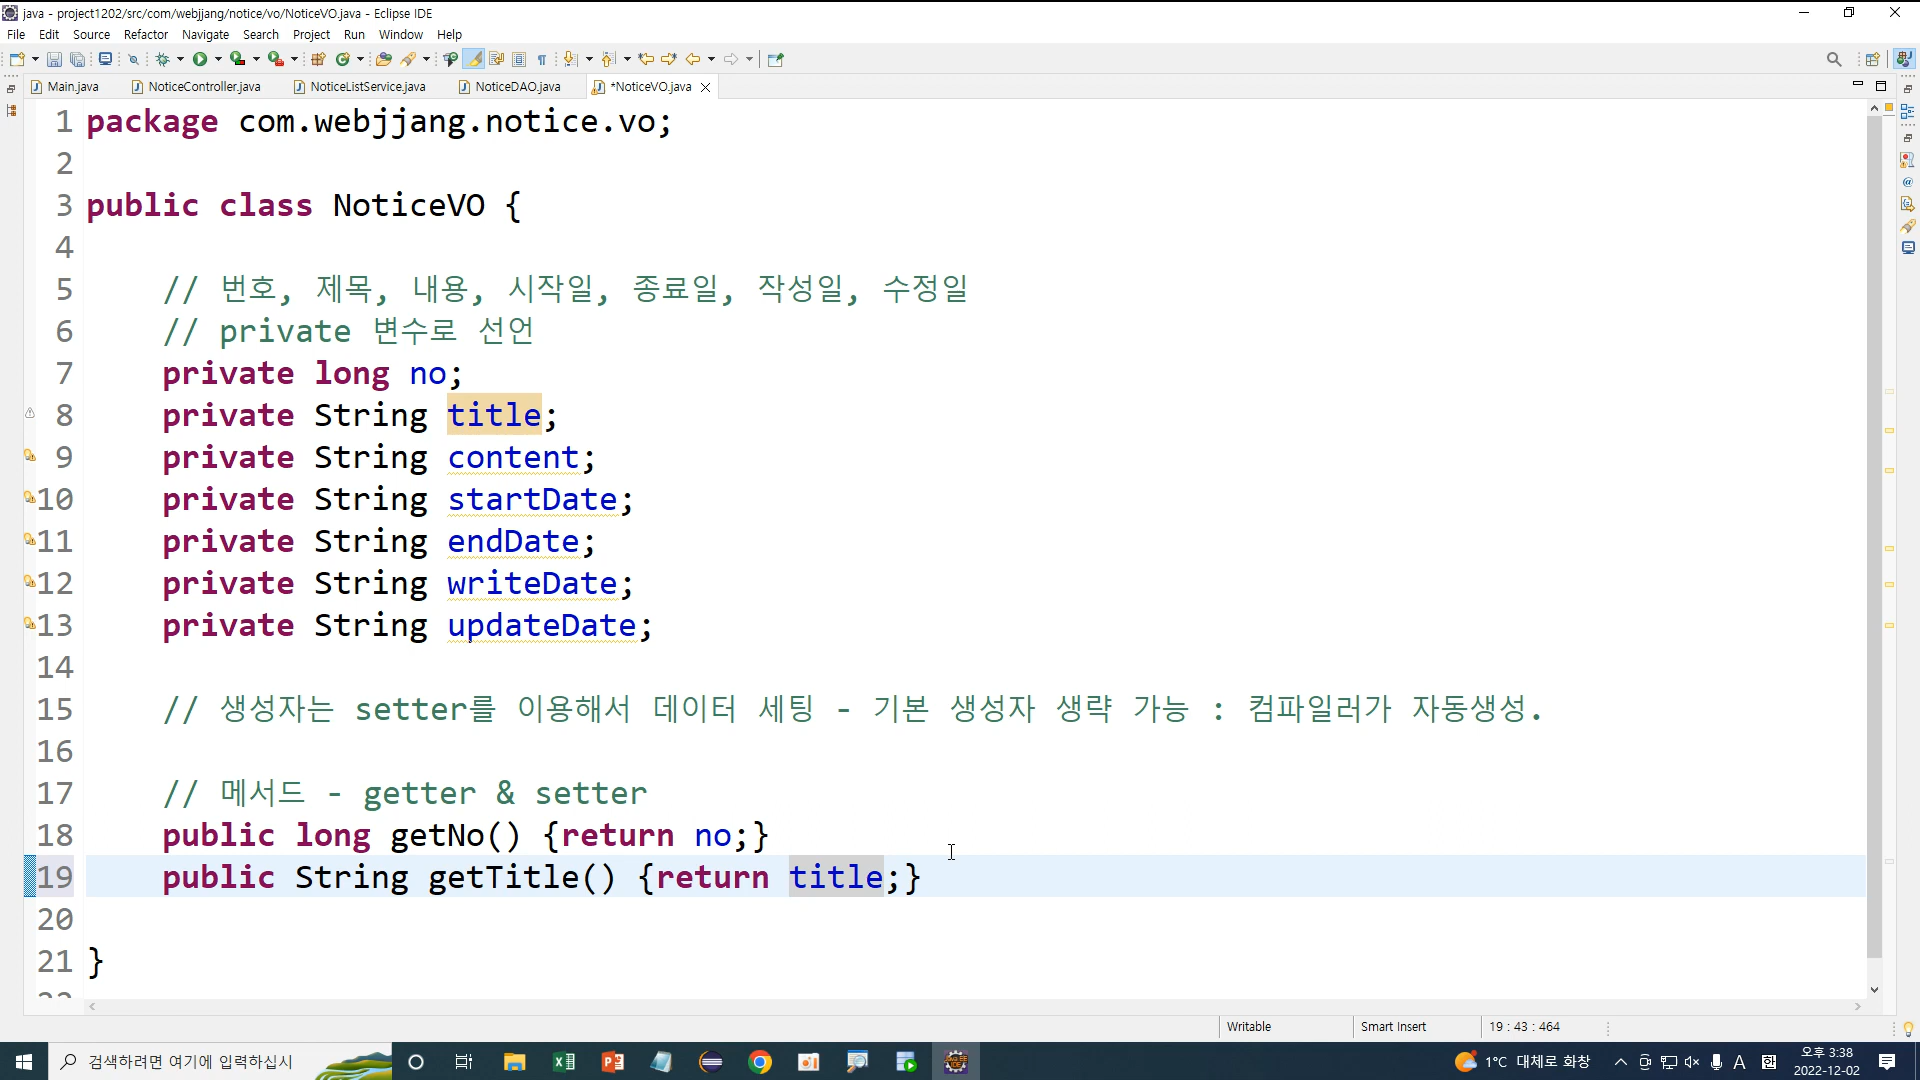 java - project1202/src/com/webjjang/notice/vo/NoticeVO.java - Eclipse IDE
File Edit Source Refactor Navigate Search Project Run Window Help
Main.java NoticeController.java NoticeListService.java NoticeDAO.java *NoticeVO.java
1 package com.webjjang.notice.vo;
2
3 public class NoticeVO {
4
5 // 번호, 제목, 내용, 시작일, 종료일, 작성일, 수정일
6 // private 변수로 선언
7 private long no;
8 private String title;
9 private String content;
10 private String startDate;
11 private String endDate;
12 private String writeDate;
13 private String updateDate;
14
15 // 생성자는 setter를 이용해서 데이터 세팅 - 기본 생성자 생략 가능 : 컴파일러가 자동생성.
16
17 // 메서드 - getter & setter
18 public long getNo() {return no;}
19 public String getTitle() {return title;}
20
21 }
Writable Smart Insert 19 : 43 : 464
검색하려면 여기에 입력하십시 1°C 대체로 화창 A 오후 3:38
2022-12-02